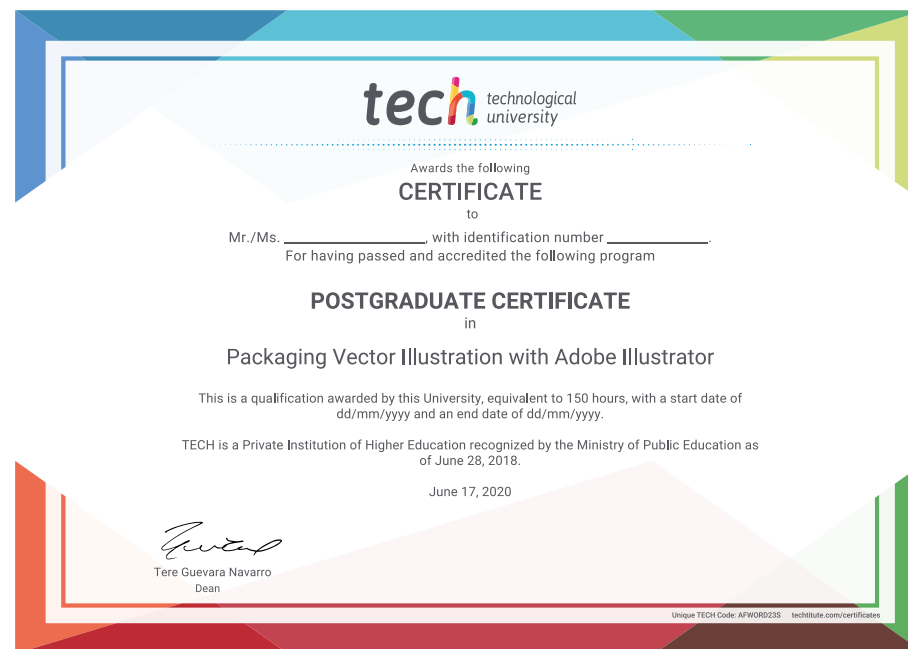 tech technological
university
Awards the following
CERTIFICATE
to
Mr./Ms. ____________________, with identification number ______________.
For having passed and accredited the following program
POSTGRADUATE CERTIFICATE
in
Packaging Vector Illustration with Adobe Illustrator
This is a qualification awarded by this University, equivalent to 150 hours, with a start date of
dd/mm/yyyy and an end date of dd/mm/yyyy.
TECH is a Private Institution of Higher Education recognized by the Ministry of Public Education as
of June 28, 2018.
June 17, 2020
Tere Guevara Navarro
Dean
Unique TECH Code: AFWORD23S techtitute.com/certificates